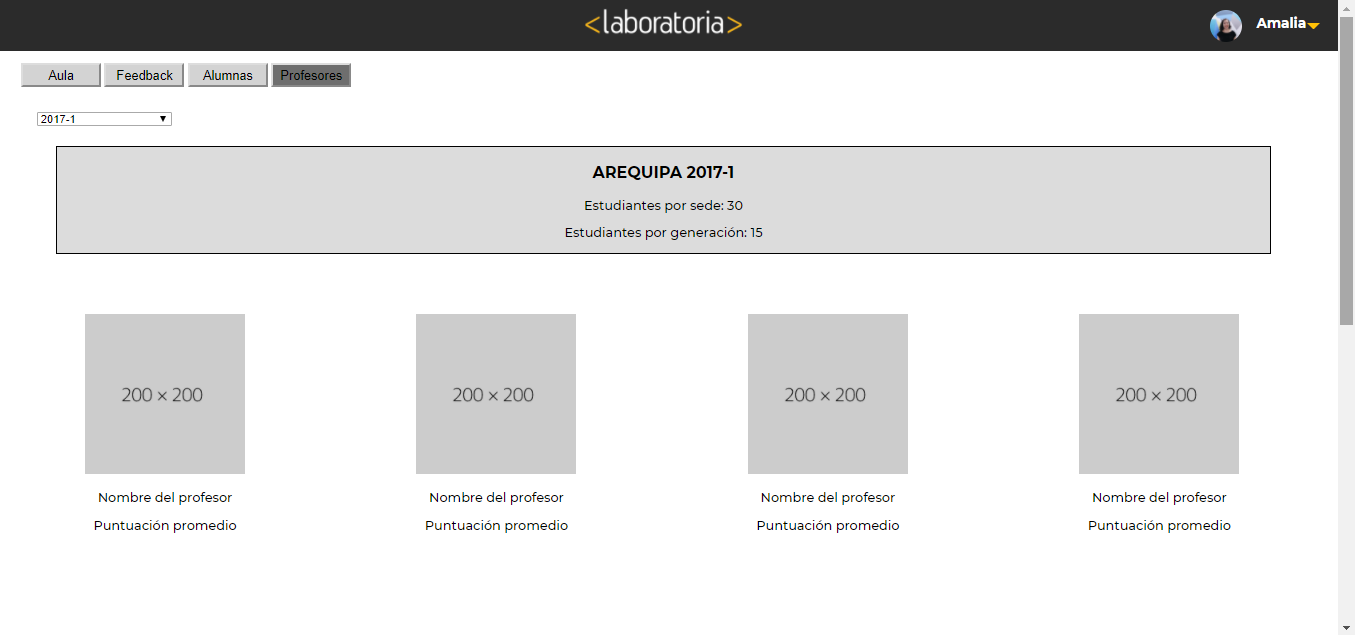 <laboratoria>
Amalia
Aula Feedback Alumnas Profesores
2017-1
AREQUIPA 2017-1
Estudiantes por sede: 30
Estudiantes por generación: 15
200 × 200 200 × 200 200 × 200 200 × 200
Nombre del profesor Nombre del profesor Nombre del profesor Nombre del profesor
Puntuación promedio Puntuación promedio Puntuación promedio Puntuación promedio